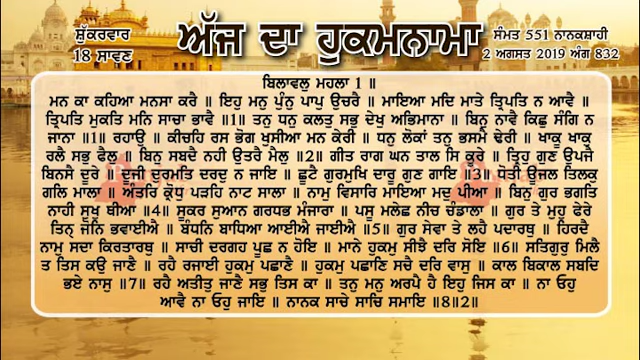 ਸ਼ੁੱਕਰਵਾਰ
18 ਸਾਵਣ
ਅੱਜ ਦਾ ਹੁਕਮਨਾਮਾ
ਸੰਮਤ 551 ਨਾਨਕਸ਼ਾਹੀ
2 ਅਗਸਤ 2019 ਅੰਗ 832
ਬਿਲਾਵਲੁ ਮਹਲਾ 1 ॥
ਮਨ ਕਾ ਕਹਿਆ ਮਨਸਾ ਕਰੈ ॥ ਇਹੁ ਮਨੁ ਪੁੰਨੁ ਪਾਪੁ ਉਚਰੈ ॥ ਮਾਇਆ ਮਦਿ ਮਾਤੇ ਤ੍ਰਿਪਤਿ ਨ ਆਵੈ ॥
ਤ੍ਰਿਪਤਿ ਮੁਕਤਿ ਮਨਿ ਸਾਚਾ ਭਾਵੈ ॥1॥ ਤਨੁ ਧਨੁ ਕਲਤੁ ਸਭੁ ਦੇਖੁ ਅਭਿਮਾਨਾ ॥ ਬਿਨੁ ਨਾਵੈ ਕਿਛੁ ਸੰਗਿ ਨ
ਜਾਨਾ ॥1॥ ਰਹਾਉ ॥ ਕੀਚਹਿ ਰਸ ਭੋਗ ਖੁਸੀਆ ਮਨ ਕੇਰੀ ॥ ਧਨੁ ਲੋਕਾਂ ਤਨੁ ਭਸਮੈ ਢੇਰੀ ॥ ਖਾਕੂ ਖਾਕੁ
ਰਲੈ ਸਭੁ ਫੈਲੁ ॥ ਬਿਨੁ ਸਬਦੈ ਨਹੀ ਉਤਰੈ ਮੈਲੁ ॥2॥ ਗੀਤ ਰਾਗ ਘਨ ਤਾਲ ਸਿ ਕੂਰੇ ॥ ਤ੍ਰਿਹੁ ਗੁਣ ਉਪਜੈ
ਬਿਨਸੈ ਦੂਰੇ ॥ ਦੂਜੀ ਦੁਰਮਤਿ ਦਰਦੁ ਨ ਜਾਇ ॥ ਛੂਟੈ ਗੁਰਮੁਖਿ ਦਾਰੂ ਗੁਣ ਗਾਇ ॥3॥ ਧੋਤੀ ਊਜਲ ਤਿਲਕੁ
ਗਲਿ ਮਾਲਾ ॥ ਅੰਤਰਿ ਕ੍ਰੋਧੁ ਪੜਹਿ ਨਾਟ ਸਾਲਾ ॥ ਨਾਮੁ ਵਿਸਾਰਿ ਮਾਇਆ ਮਦੁ ਪੀਆ ॥ ਬਿਨੁ ਗੁਰ ਭਗਤਿ
ਨਾਹੀ ਸੁਖੁ ਥੀਆ ॥4॥ ਸੂਕਰ ਸੁਆਨ ਗਰਧਭ ਮੰਜਾਰਾ ॥ ਪਸੂ ਮਲੇਛ ਨੀਚ ਚੰਡਾਲਾ ॥ ਗੁਰ ਤੇ ਮੁਹੁ ਫੇਰੇ
ਤਿਨ੍ਹ੍ਹ ਜੋਨਿ ਭਵਾਈਐ ॥ ਬੰਧਨਿ ਬਾਧਿਆ ਆਈਐ ਜਾਈਐ ॥5॥ ਗੁਰ ਸੇਵਾ ਤੇ ਲਹੈ ਪਦਾਰਥੁ ॥ ਹਿਰਦੈ
ਨਾਮੁ ਸਦਾ ਕਿਰਤਾਰਥੁ ॥ ਸਾਚੀ ਦਰਗਹ ਪੂਛ ਨ ਹੋਇ ॥ ਮਾਨੇ ਹੁਕਮੁ ਸੀਝੈ ਦਰਿ ਸੋਇ ॥6॥ ਸਤਿਗੁਰੁ ਮਿਲੈ
ਤ ਤਿਸ ਕਉ ਜਾਣੈ ॥ ਰਹੈ ਰਜਾਈ ਹੁਕਮੁ ਪਛਾਣੈ ॥ ਹੁਕਮੁ ਪਛਾਣਿ ਸਚੈ ਦਰਿ ਵਾਸੁ ॥ ਕਾਲ ਬਿਕਾਲ ਸਬਦਿ
ਭਏ ਨਾਸੁ ॥7॥ ਰਹੈ ਅਤੀਤੁ ਜਾਣੈ ਸਭੁ ਤਿਸ ਕਾ ॥ ਤਨੁ ਮਨੁ ਅਰਪੈ ਹੈ ਇਹੁ ਜਿਸ ਕਾ ॥ ਨਾ ਓਹੁ
ਆਵੈ ਨਾ ਓਹੁ ਜਾਇ ॥ ਨਾਨਕ ਸਾਚੇ ਸਾਚਿ ਸਮਾਇ ॥8॥2॥